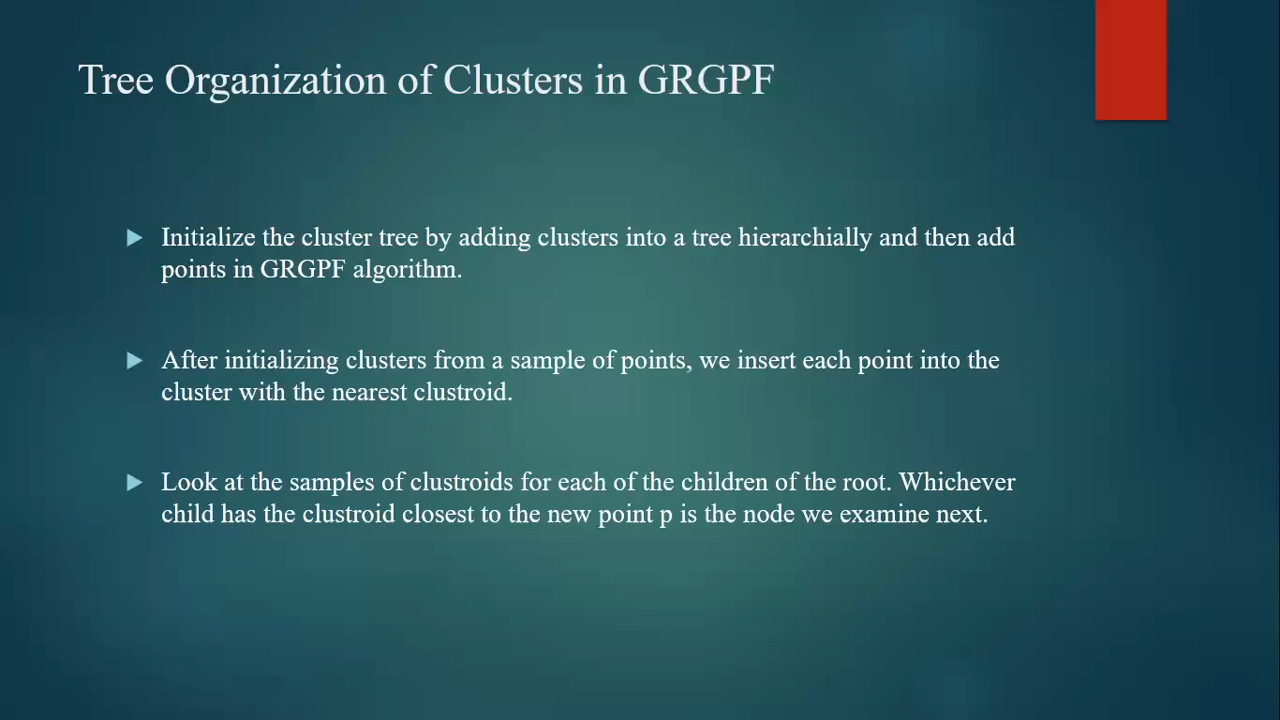 Tree Organization of Clusters in GRGPF
Initialize the cluster tree by adding clusters into a tree hierarchially and then add
points in GRGPF algorithm.
After initializing clusters from a sample of points, we insert each point into the
cluster with the nearest clustroid.
Look at the samples of clustroids for each of the children of the root. Whichever
child has the clustroid closest to the new point p is the node we examine next.